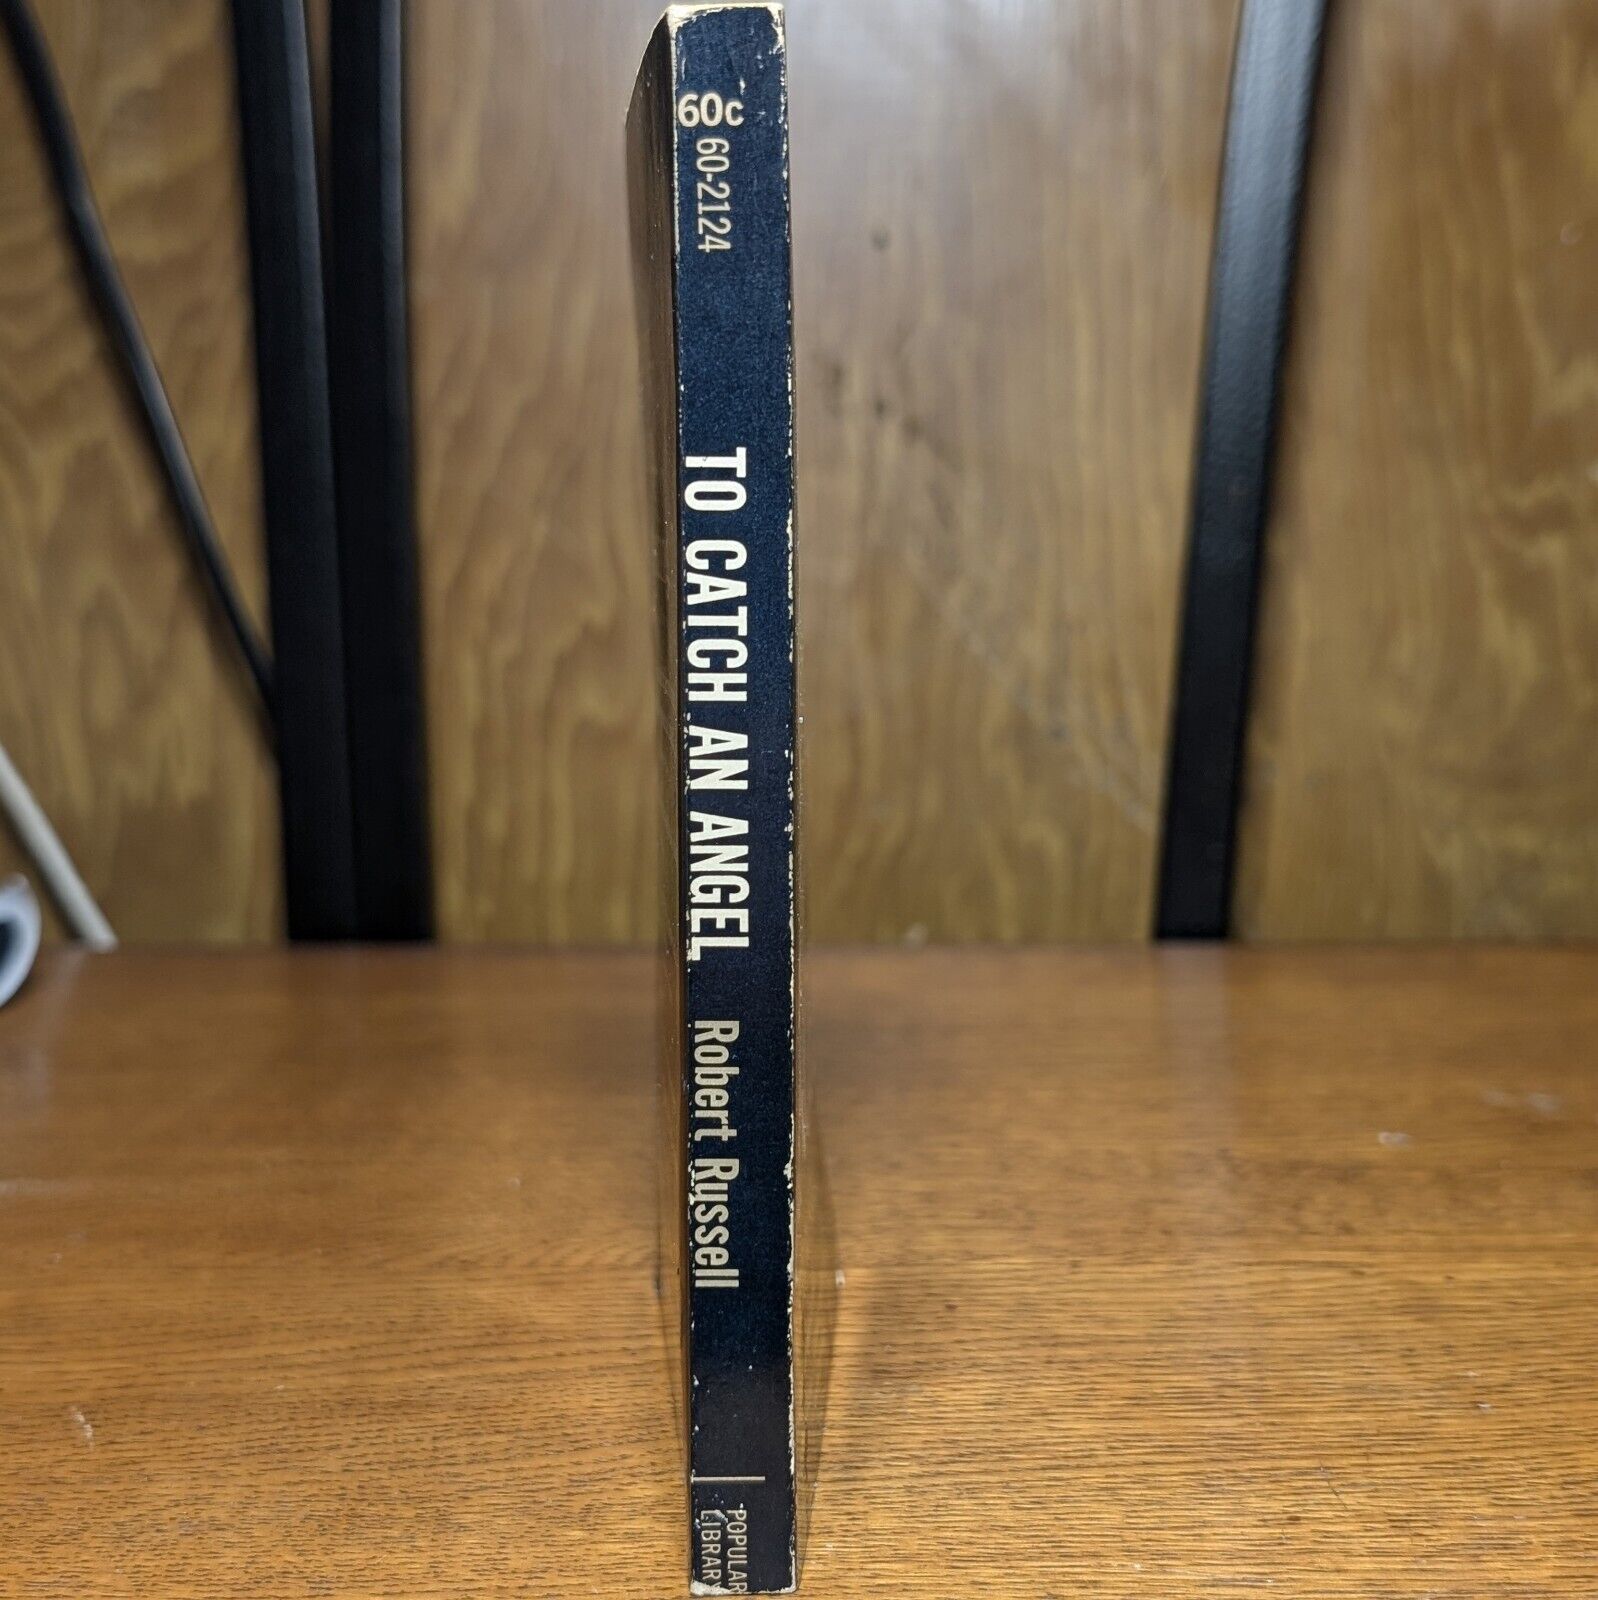 60c
60-2124
TO CATCH AN ANGEL
Robert Russell
POPULAR
LIBRARY